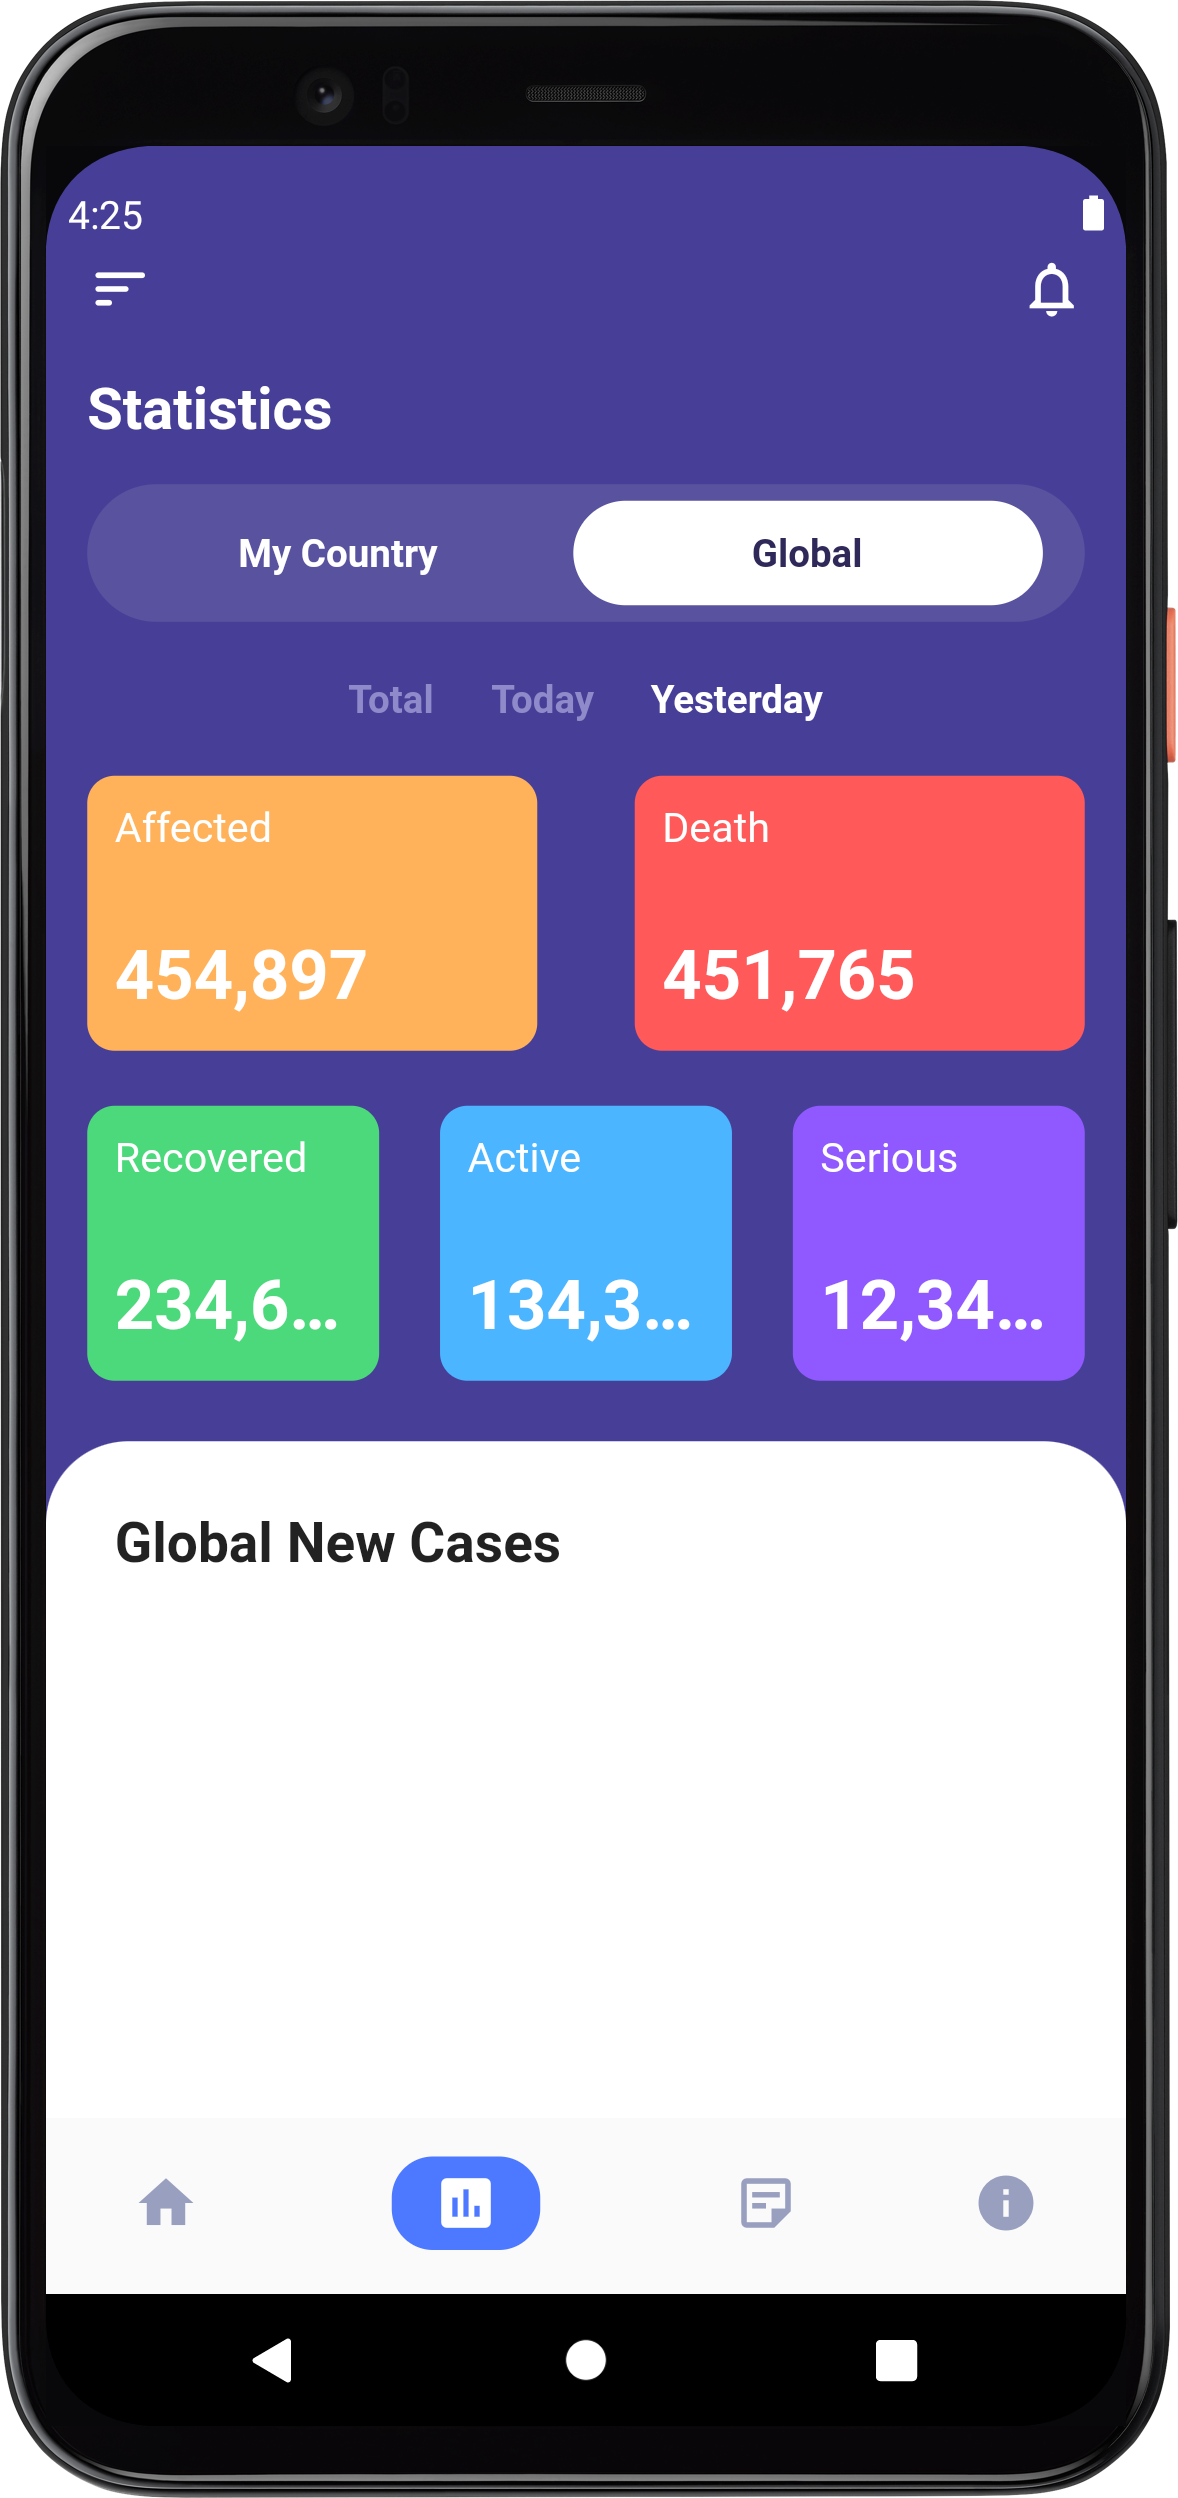 4:25
Statistics
My Country Global
Total Today Yesterday
Affected Death
454,897 451,765
Recovered Active Serious
234,6... 134,3... 12,34...
Global New Cases